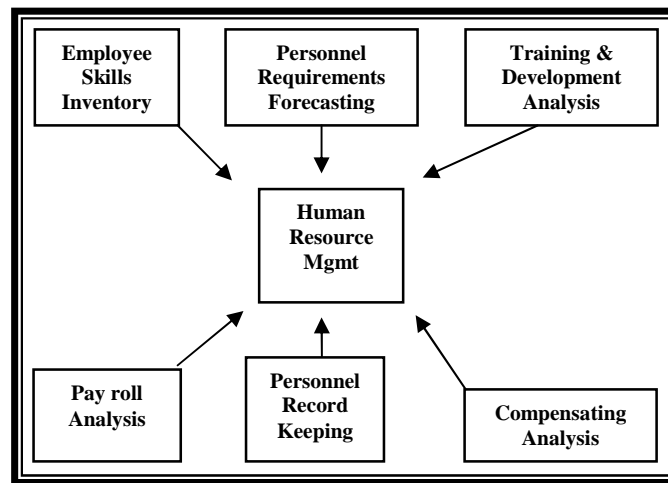 Employee
Skills
Inventory
Personnel
Requirements
Forecasting
Training &
Development
Analysis
Human
Resource
Mgmt
Pay roll
Analysis
Personnel
Record
Keeping
Compensating
Analysis